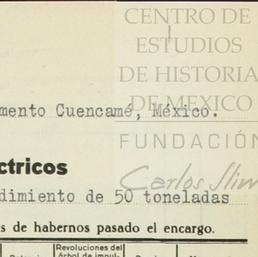 CENTRO DE
ESTUDIOS
DE HISTORIA
DE MEXICO
mento Cuencamé, México.
FUNDACIÓN
Carlos Slim
ctricos
dimiento de 50 toneladas
s de habernos pasado el encargo.
Revoluciones del
árbol de impul-